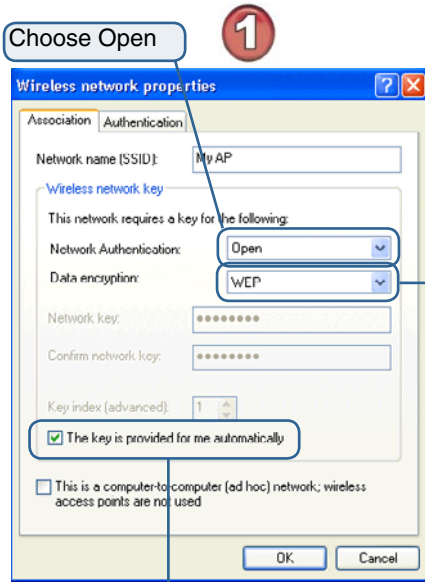 Choose Open
1
Wireless network properties
Association Authentication
Network name (SSID): My AP
Wireless network key
This network requires a key for the following:
Network Authentication: Open
Data encryption: WEP
Network key: ••••••••
Confirm network key: ••••••••
Key index (advanced): 1
The key is provided for me automatically
This is a computer-to-computer (ad hoc) network; wireless
access points are not used
OK Cancel